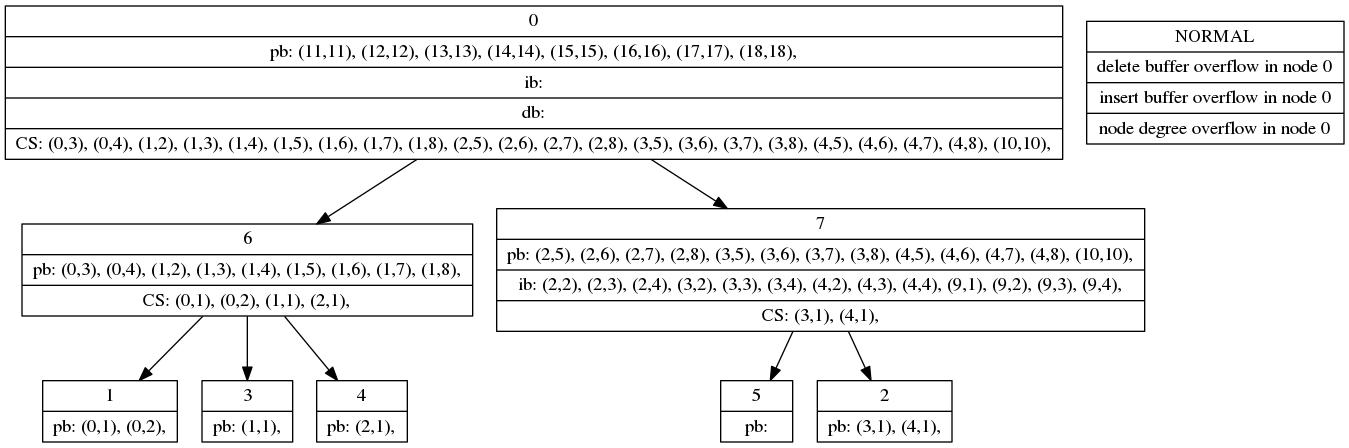 0
pb: (11,11), (12,12), (13,13), (14,14), (15,15), (16,16), (17,17), (18,18),
ib:
db:
CS: (0,3), (0,4), (1,2), (1,3), (1,4), (1,5), (1,6), (1,7), (1,8), (2,5), (2,6), (2,7), (2,8), (3,5), (3,6), (3,7), (3,8), (4,5), (4,6), (4,7), (4,8), (10,10),
NORMAL
delete buffer overflow in node 0
insert buffer overflow in node 0
node degree overflow in node 0
6
pb: (0,3), (0,4), (1,2), (1,3), (1,4), (1,5), (1,6), (1,7), (1,8),
CS: (0,1), (0,2), (1,1), (2,1),
7
pb: (2,5), (2,6), (2,7), (2,8), (3,5), (3,6), (3,7), (3,8), (4,5), (4,6), (4,7), (4,8), (10,10),
ib: (2,2), (2,3), (2,4), (3,2), (3,3), (3,4), (4,2), (4,3), (4,4), (9,1), (9,2), (9,3), (9,4),
CS: (3,1), (4,1),
1
pb: (0,1), (0,2),
3
pb: (1,1),
4
pb: (2,1),
5
pb:
2
pb: (3,1), (4,1),